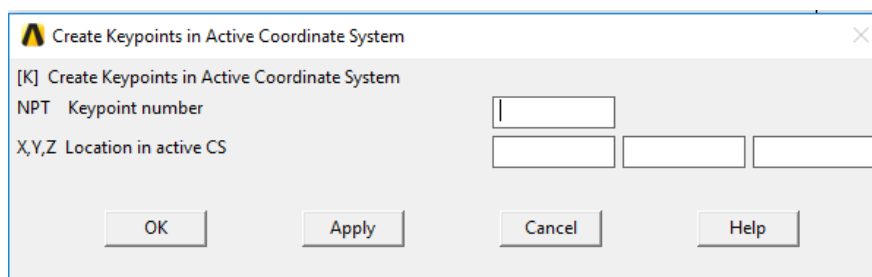 Create Keypoints in Active Coordinate System
[K] Create Keypoints in Active Coordinate System
NPT Keypoint number
X,Y,Z Location in active CS
OK Apply Cancel Help